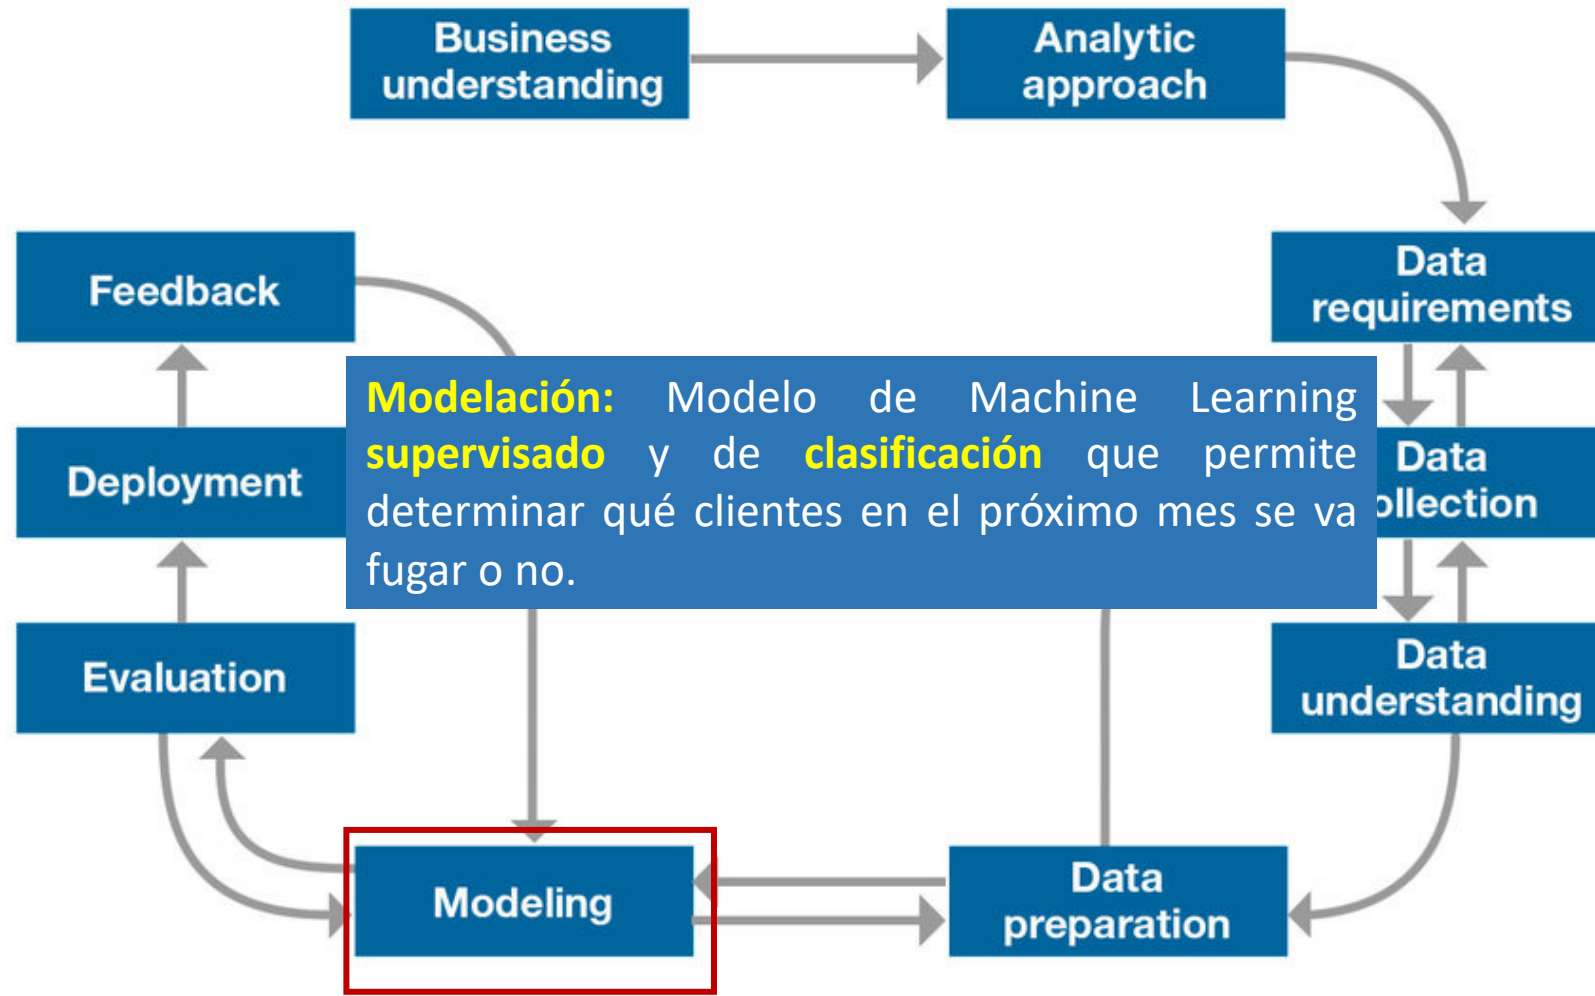 Business
understanding
Analytic
approach
Feedback
Data
requirements
Modelación: Modelo de Machine Learning
supervisado y de clasificación que permite
determinar qué clientes en el próximo mes se va
fugar o no.
Deployment
Data
ollection
Evaluation
Data
understanding
Modeling
Data
preparation